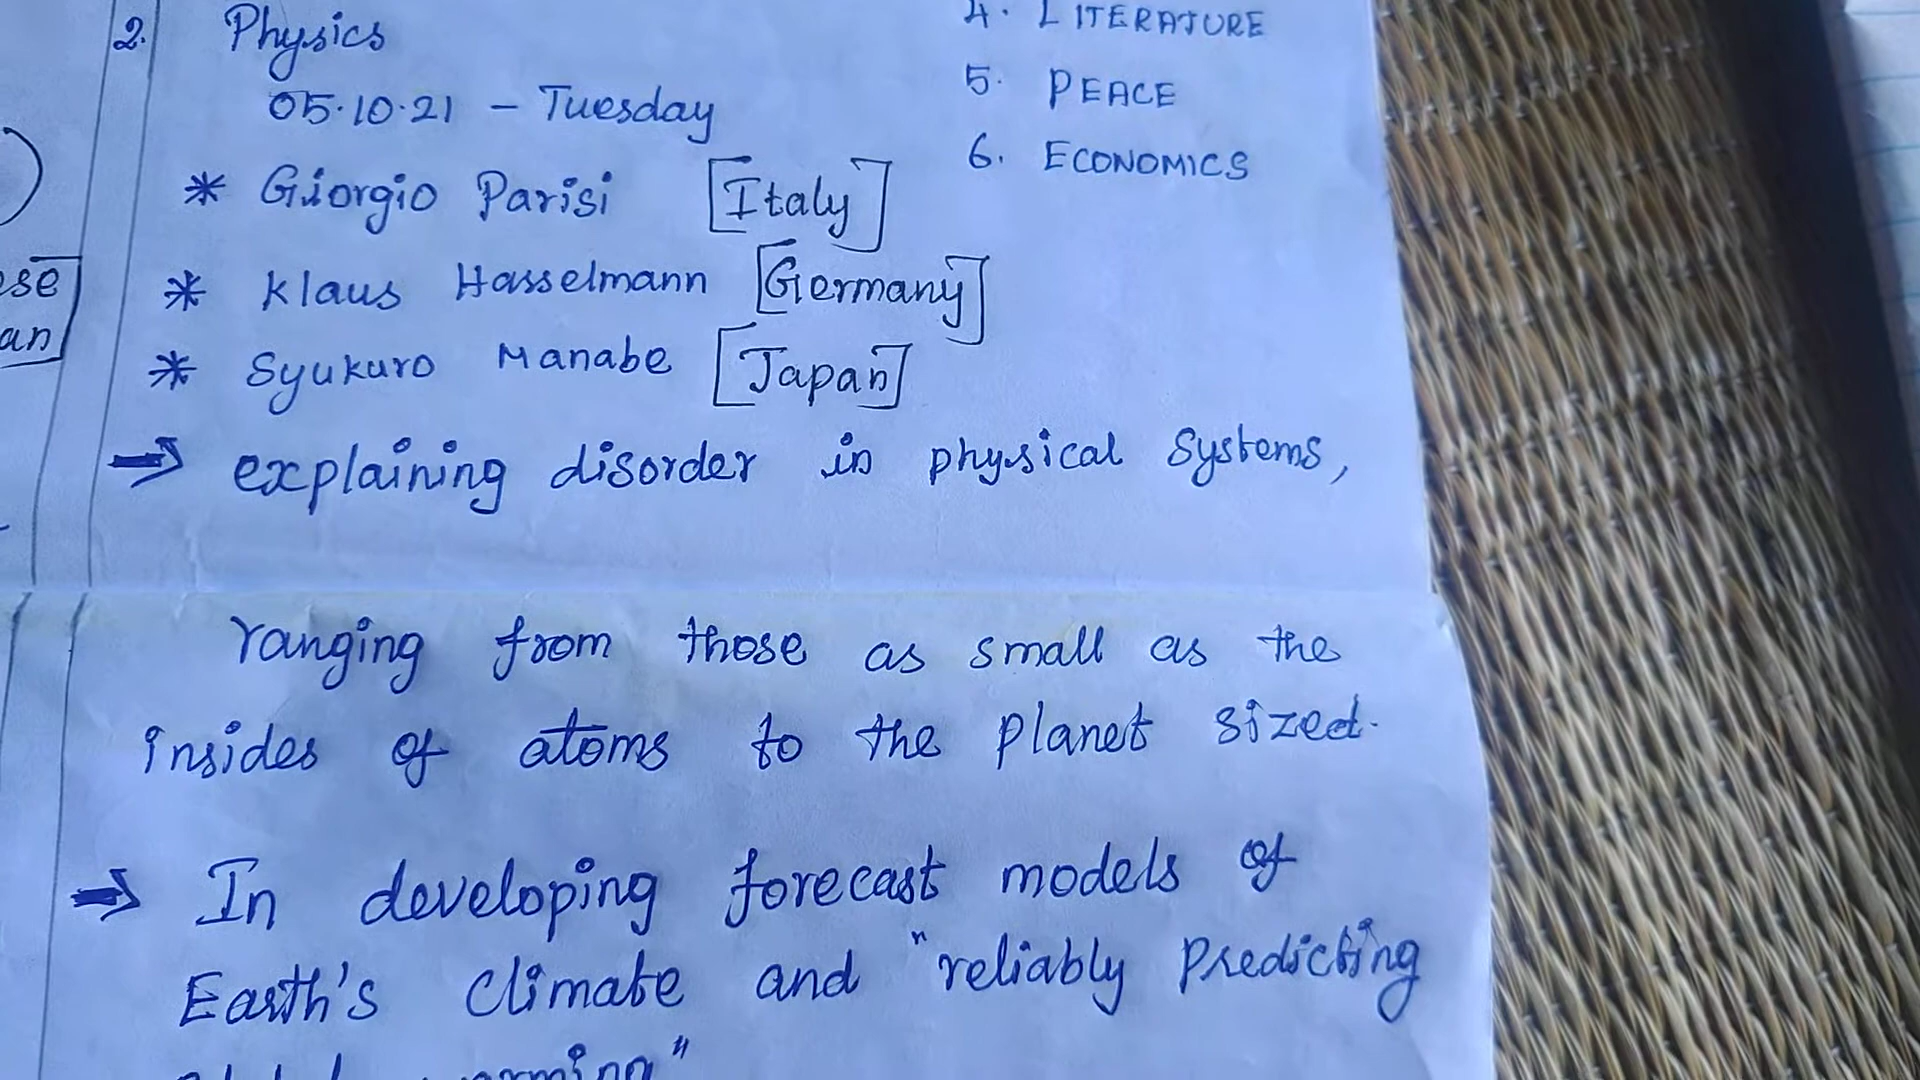 2. Physics
05.10.21 - Tuesday
* Giorgio Parisi [Italy]
* Klaus Hasselmann [Germany]
* Syukuro Manabe [Japan]
⇒ explaining disorder in physical systems,
ranging from those as small as the
insides of atoms to the planet sized.
⇒ In developing forecast models of
Earth's climate and "reliably predicting
4. LITERATURE
5. PEACE
6. ECONOMICS